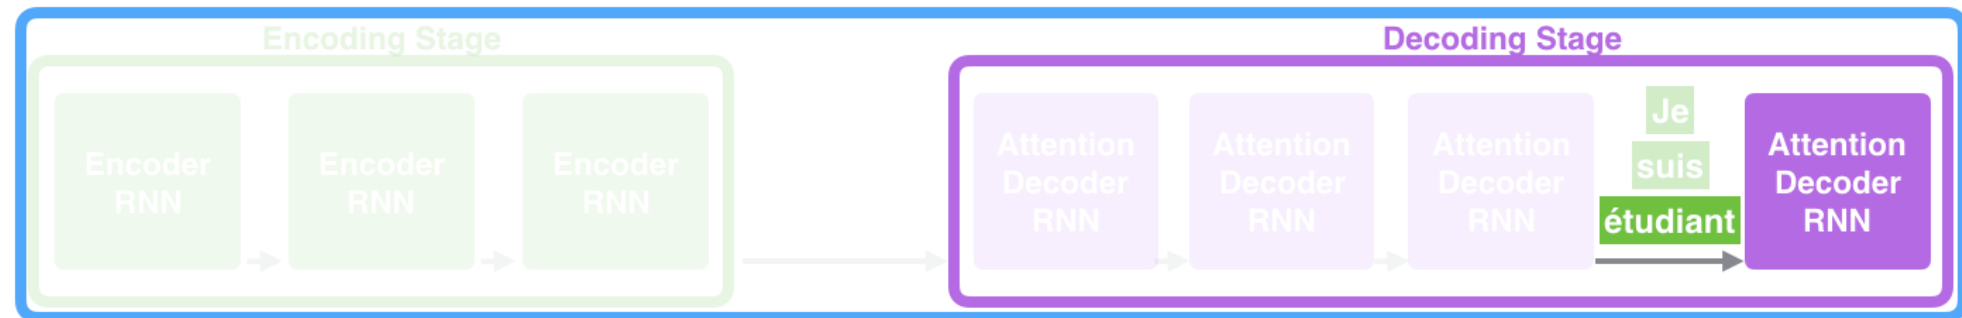 Encoding Stage
Decoding Stage
Encoder
RNN
Encoder
RNN
Encoder
RNN
Attention
Decoder
RNN
Attention
Decoder
RNN
Attention
Decoder
RNN
Je
suis
étudiant
Attention
Decoder
RNN